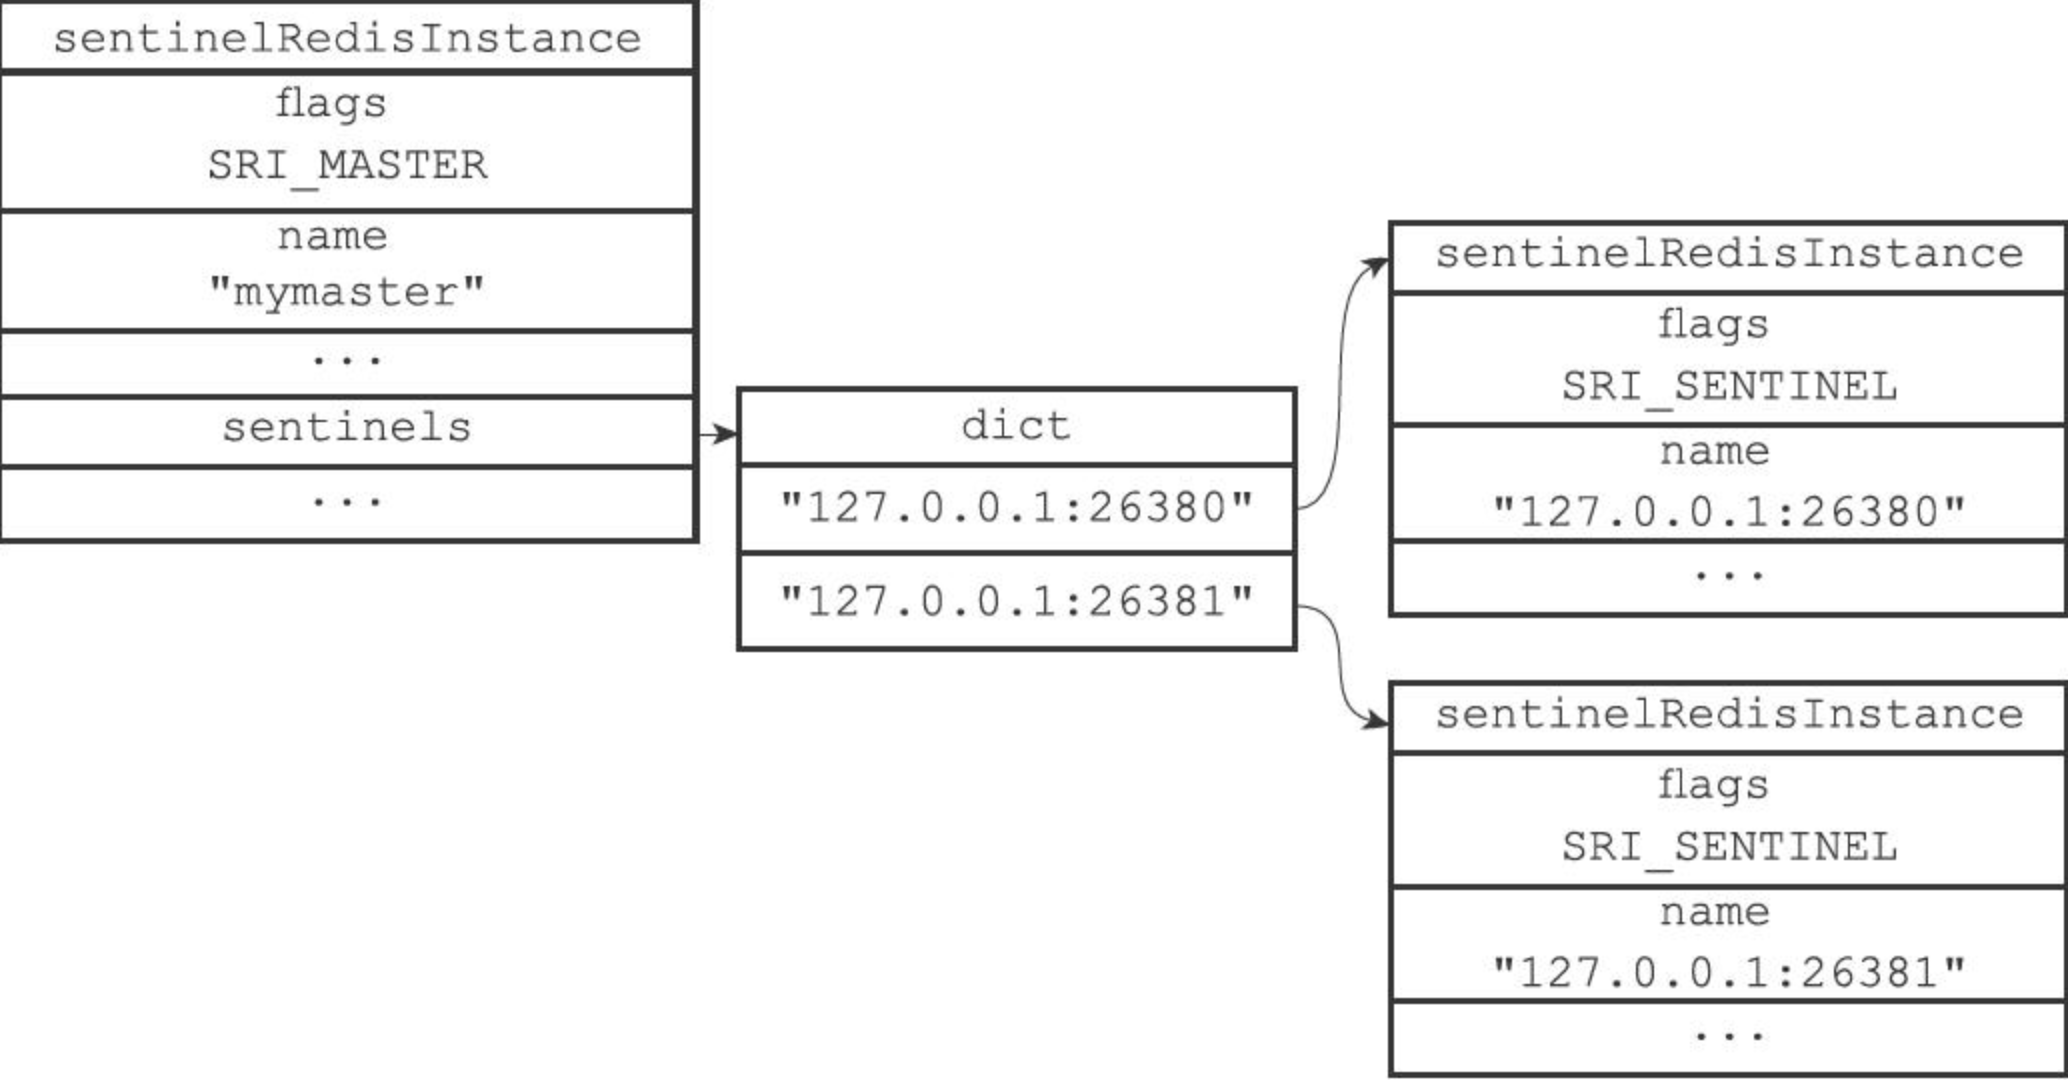 sentinelRedisInstance
flags
SRI_MASTER
name
"mymaster"
...
sentinels
...
dict
"127.0.0.1:26380"
"127.0.0.1:26381"
sentinelRedisInstance
flags
SRI_SENTINEL
name
"127.0.0.1:26380"
...
sentinelRedisInstance
flags
SRI_SENTINEL
name
"127.0.0.1:26381"
...